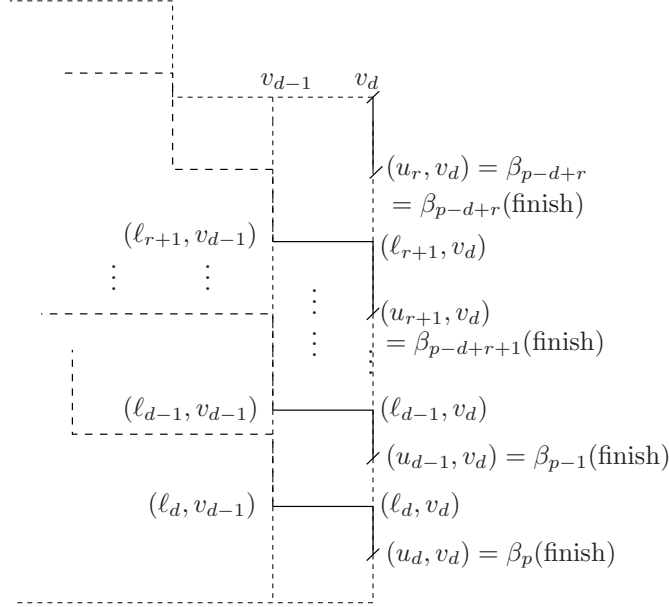 v_{d−1} v_d
(u_r, v_d) = β_{p−d+r}
= β_{p−d+r}(finish)
(ℓ_{r+1}, v_{d−1}) (ℓ_{r+1}, v_d)
(u_{r+1}, v_d)
= β_{p−d+r+1}(finish)
(ℓ_{d−1}, v_{d−1}) (ℓ_{d−1}, v_d)
(u_{d−1}, v_d) = β_{p−1}(finish)
(ℓ_d, v_{d−1}) (ℓ_d, v_d)
(u_d, v_d) = β_p(finish)